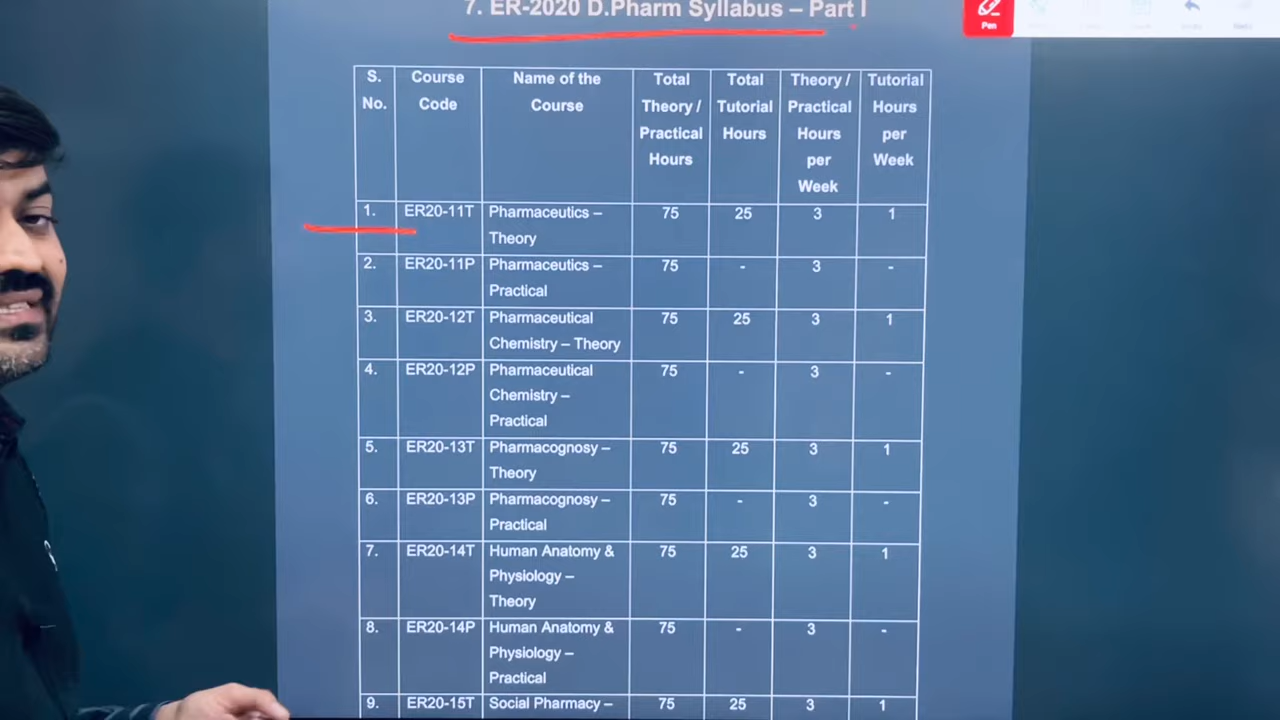 7. ER-2020 D.Pharm Syllabus – Part I
Pen
S. No. Course Code Name of the Course Total Theory / Practical Hours Total Tutorial Hours Theory / Practical Hours per Week Tutorial Hours per Week
1. ER20-11T Pharmaceutics – 75 25 3 1
Theory
2. ER20-11P Pharmaceutics – 75 - 3 -
Practical
3. ER20-12T Pharmaceutical 75 25 3 1
Chemistry – Theory
4. ER20-12P Pharmaceutical 75 - 3 -
Chemistry –
Practical
5. ER20-13T Pharmacognosy – 75 25 3 1
Theory
6. ER20-13P Pharmacognosy – 75 - 3 -
Practical
7. ER20-14T Human Anatomy & 75 25 3 1
Physiology –
Theory
8. ER20-14P Human Anatomy & 75 - 3 -
Physiology –
Practical
9. ER20-15T Social Pharmacy – 75 25 3 1